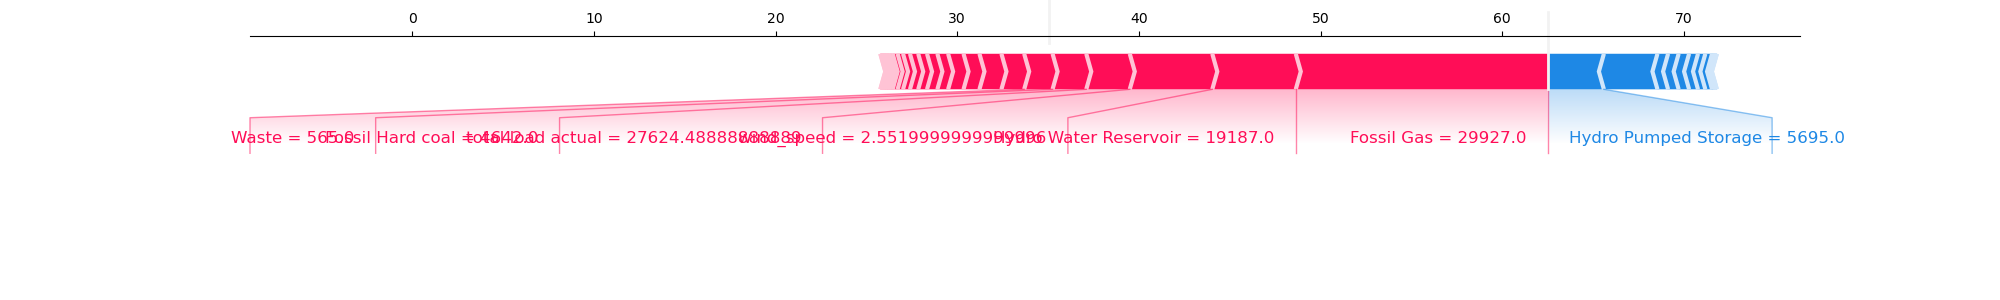 0 10 20 30 40 50 60 70
Waste = 565.0 Fossil Hard coal = 4642.0 total load actual = 27624.48888888889 wind_speed = 2.5519999999999996 Hydro Water Reservoir = 19187.0 Fossil Gas = 29927.0 Hydro Pumped Storage = 5695.0